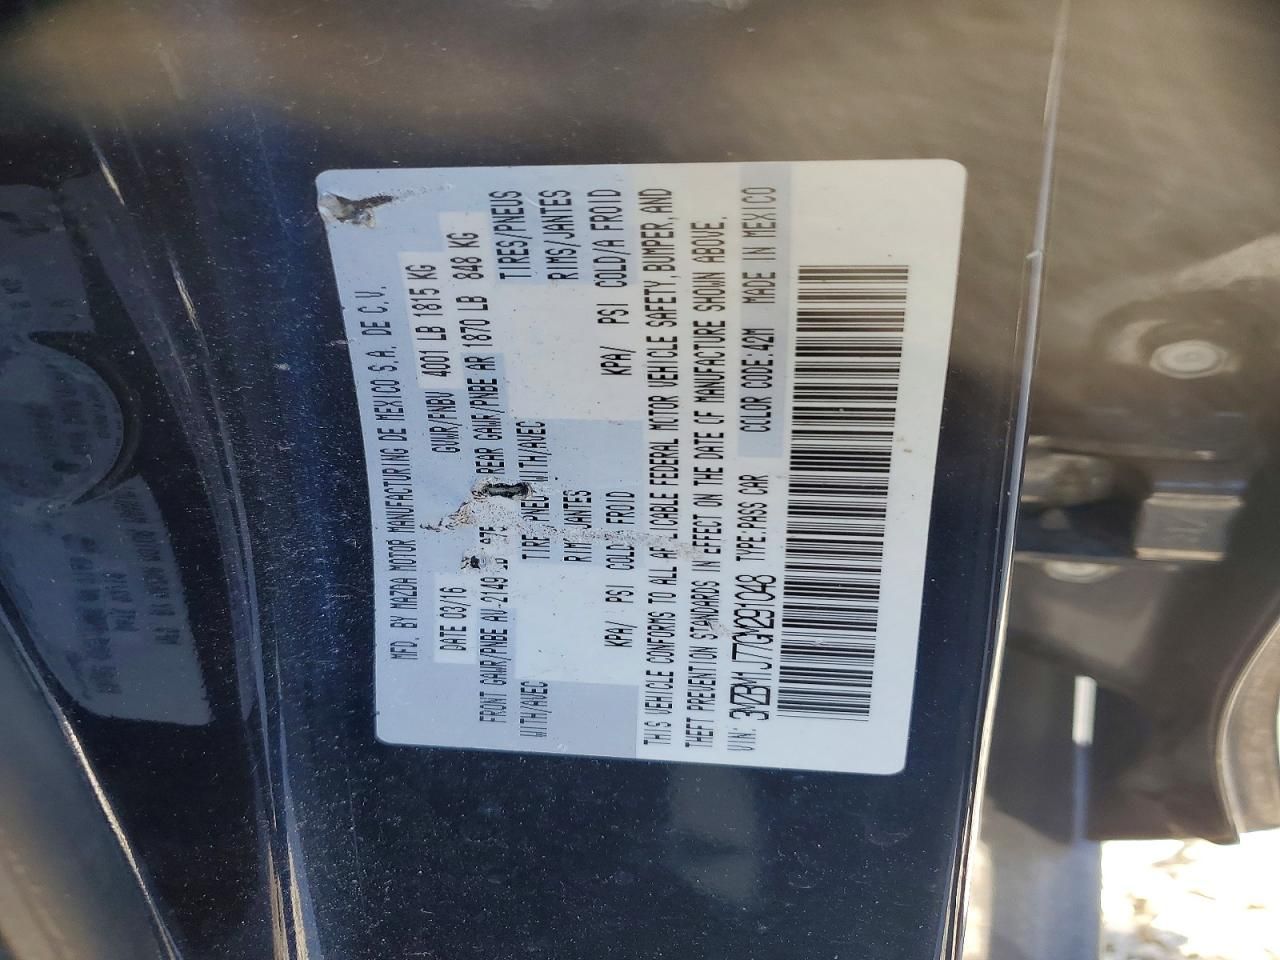 MFD. BY MAZDA MOTOR MANUFACTURING DE MEXICO S.A. DE C.V.
DATE 03/16 GVWR/PNBV 4001 LB 1815 KG
FRONT GAWR/PNBE AV 2149 REAR GAWR/PNBE AR 1870 LB 848 KG
WITH/AVEC WITH/AVEC TIRES/PNEUS
JANTES RIMS/JANTES
KPA/ PSI COLD FROID KPA/ PSI COLD/A FROID
THIS VEHICLE CONFORMS TO ALL FEDERAL MOTOR VEHICLE SAFETY, BUMPER, AND
THEFT PREVENTION STANDARDS IN EFFECT ON THE DATE OF MANUFACTURE SHOWN ABOVE.
VIN: 3MZBM1J77GM291048 TYPE:PASS CAR COLOR CODE:42M MADE IN MEXICO